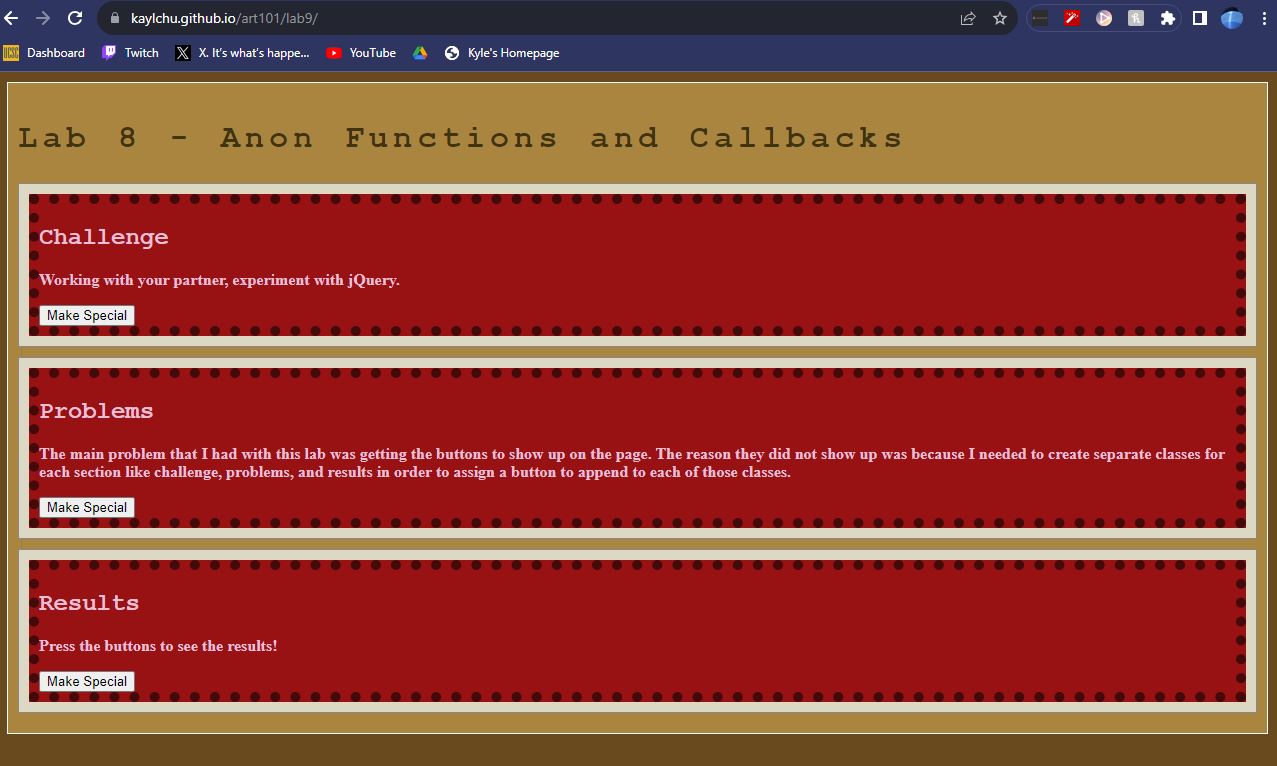 kaylchu.github.io/art101/lab9/
UCSC Dashboard Twitch X. It's what's happe... YouTube Kyle's Homepage
Lab 8 - Anon Functions and Callbacks
Challenge
Working with your partner, experiment with jQuery.
Make Special
Problems
The main problem that I had with this lab was getting the buttons to show up on the page. The reason they did not show up was because I needed to create separate classes for
each section like challenge, problems, and results in order to assign a button to append to each of those classes.
Make Special
Results
Press the buttons to see the results!
Make Special